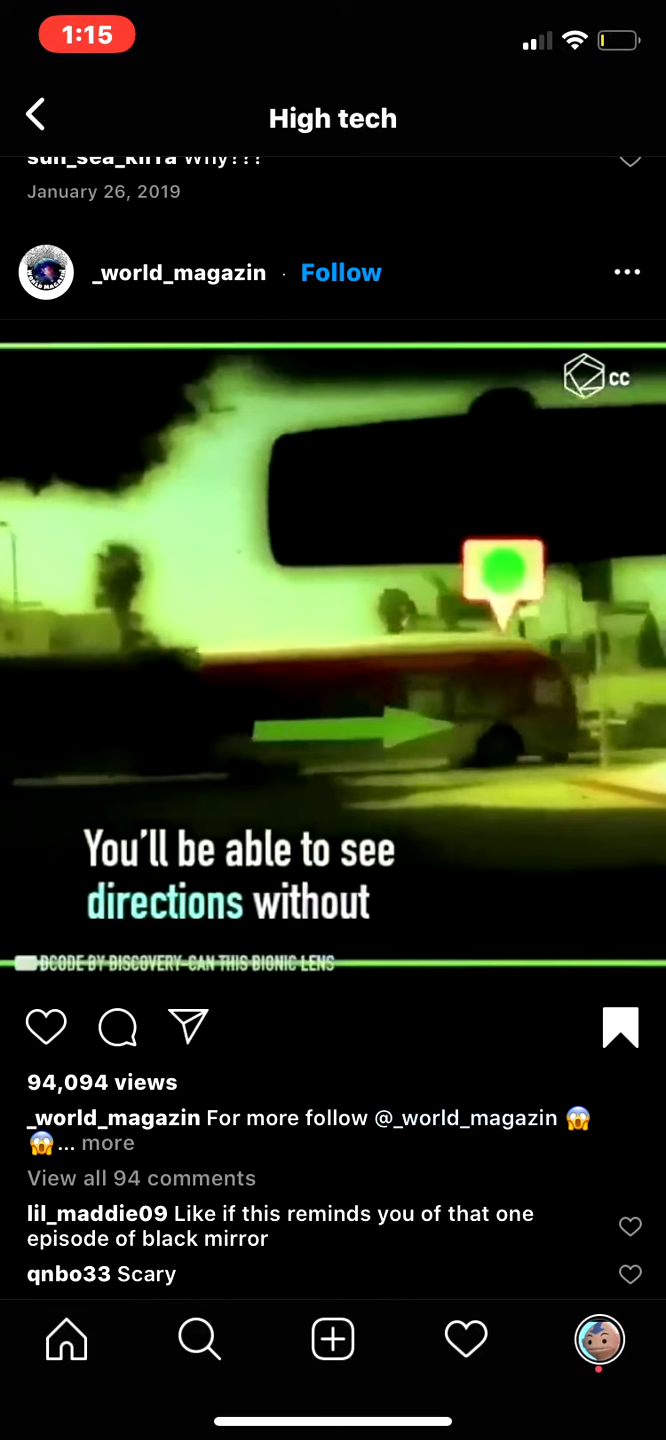 1:15
High tech
sun_sea_kirra Why???
January 26, 2019
_world_magazin · Follow
cc
You'll be able to see
directions without
DCODE BY DISCOVERY-CAN THIS BIONIC LENS
94,094 views
_world_magazin For more follow @_world_magazin 😱
😱... more
View all 94 comments
lil_maddie09 Like if this reminds you of that one
episode of black mirror
qnbo33 Scary